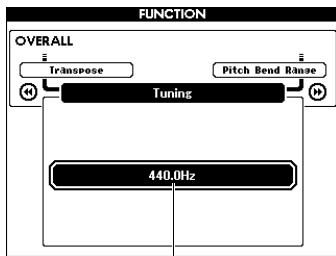 FUNCTION
OVERALL
Transpose
Pitch Bend Range
Tuning
440.0Hz